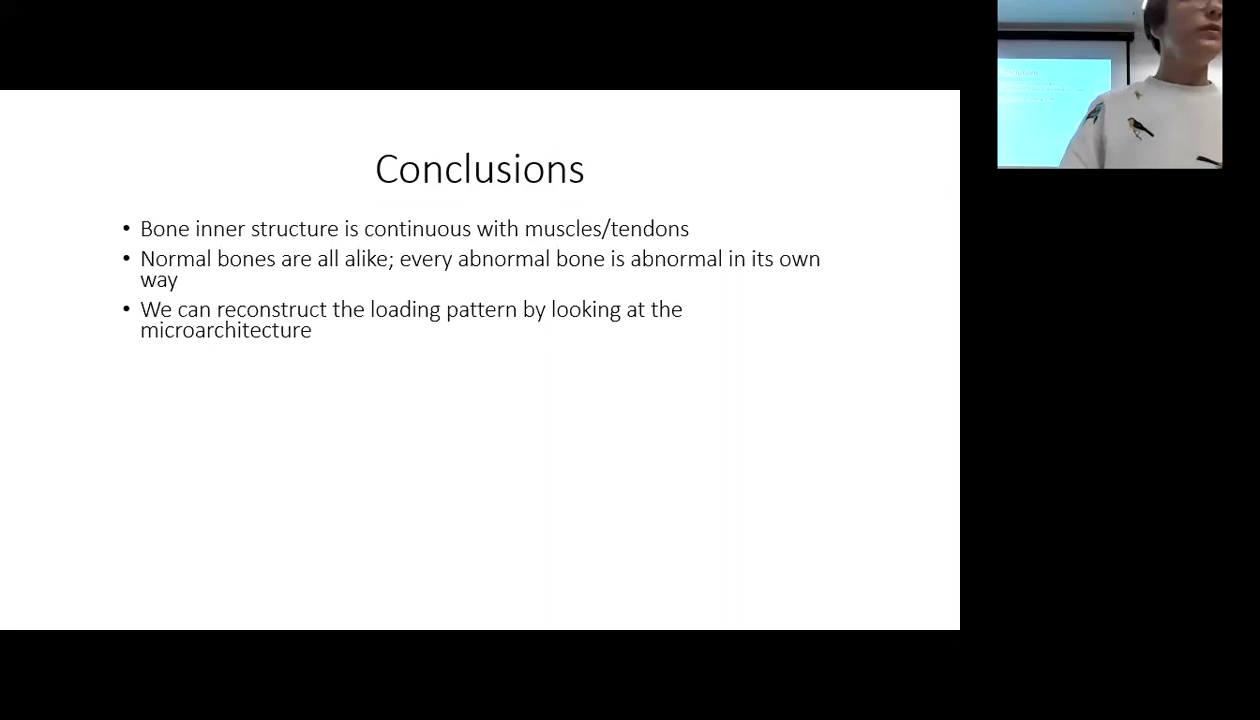 Conclusions
• Bone inner structure is continuous with muscles/tendons
• Normal bones are all alike; every abnormal bone is abnormal in its own
way
• We can reconstruct the loading pattern by looking at the
microarchitecture